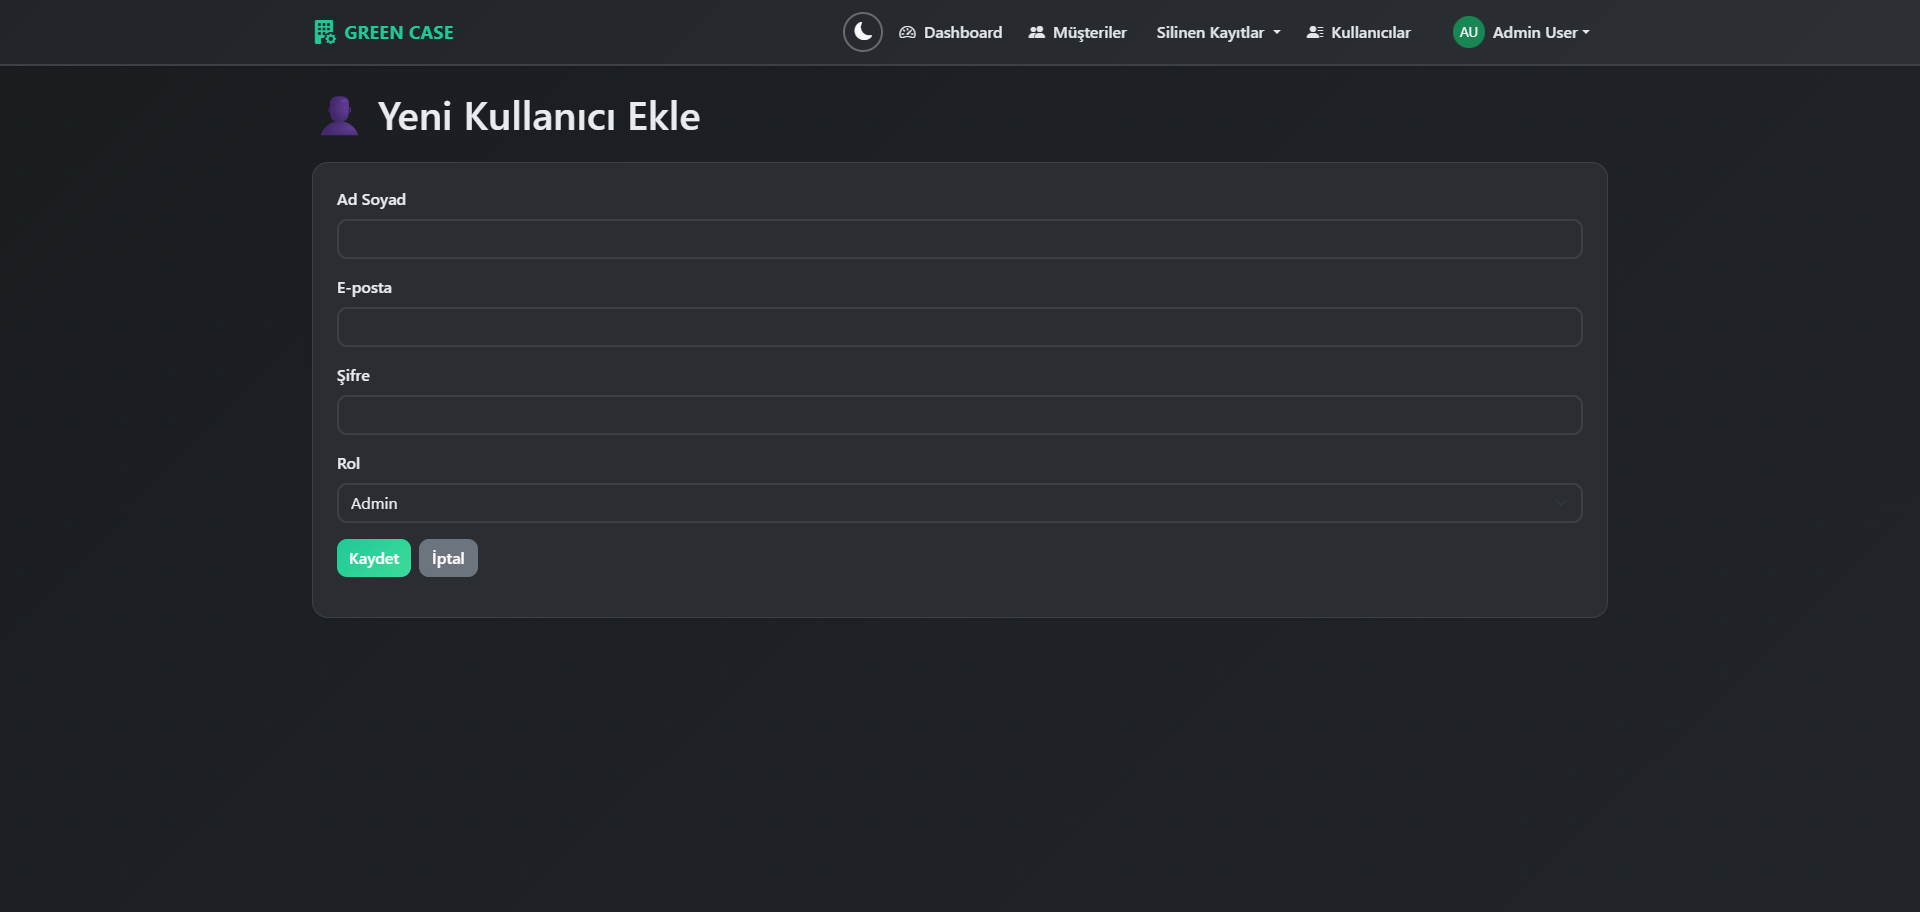 GREEN CASE
Dashboard
Müşteriler
Silinen Kayıtlar
Kullanıcılar
AU
Admin User
Yeni Kullanıcı Ekle
Ad Soyad
E-posta
Şifre
Rol
Admin
Kaydet
İptal